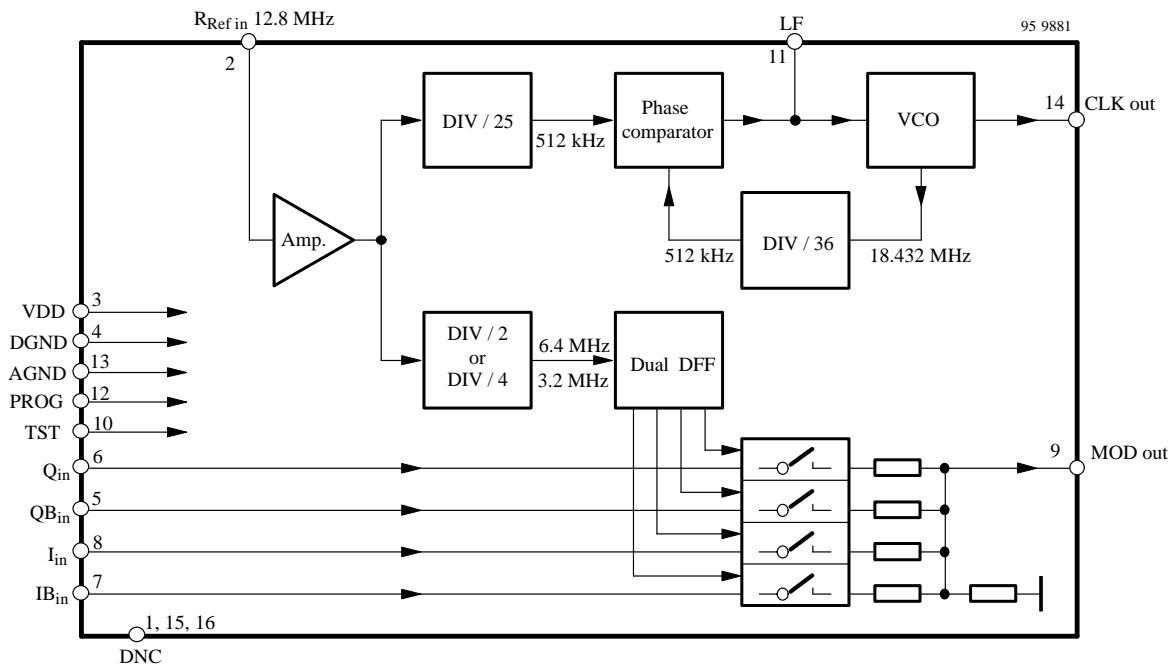 R_Ref in 12.8 MHz
LF
95 9881
2
11
14
CLK out
DIV / 25
512 kHz
Phase
comparator
VCO
Amp.
512 kHz
DIV / 36
18.432 MHz
VDD
3
DGND
4
AGND
13
PROG
12
TST
10
DIV / 2
or
DIV / 4
6.4 MHz
3.2 MHz
Dual DFF
Q_in
6
QB_in
5
I_in
8
IB_in
7
9
MOD out
1, 15, 16
DNC